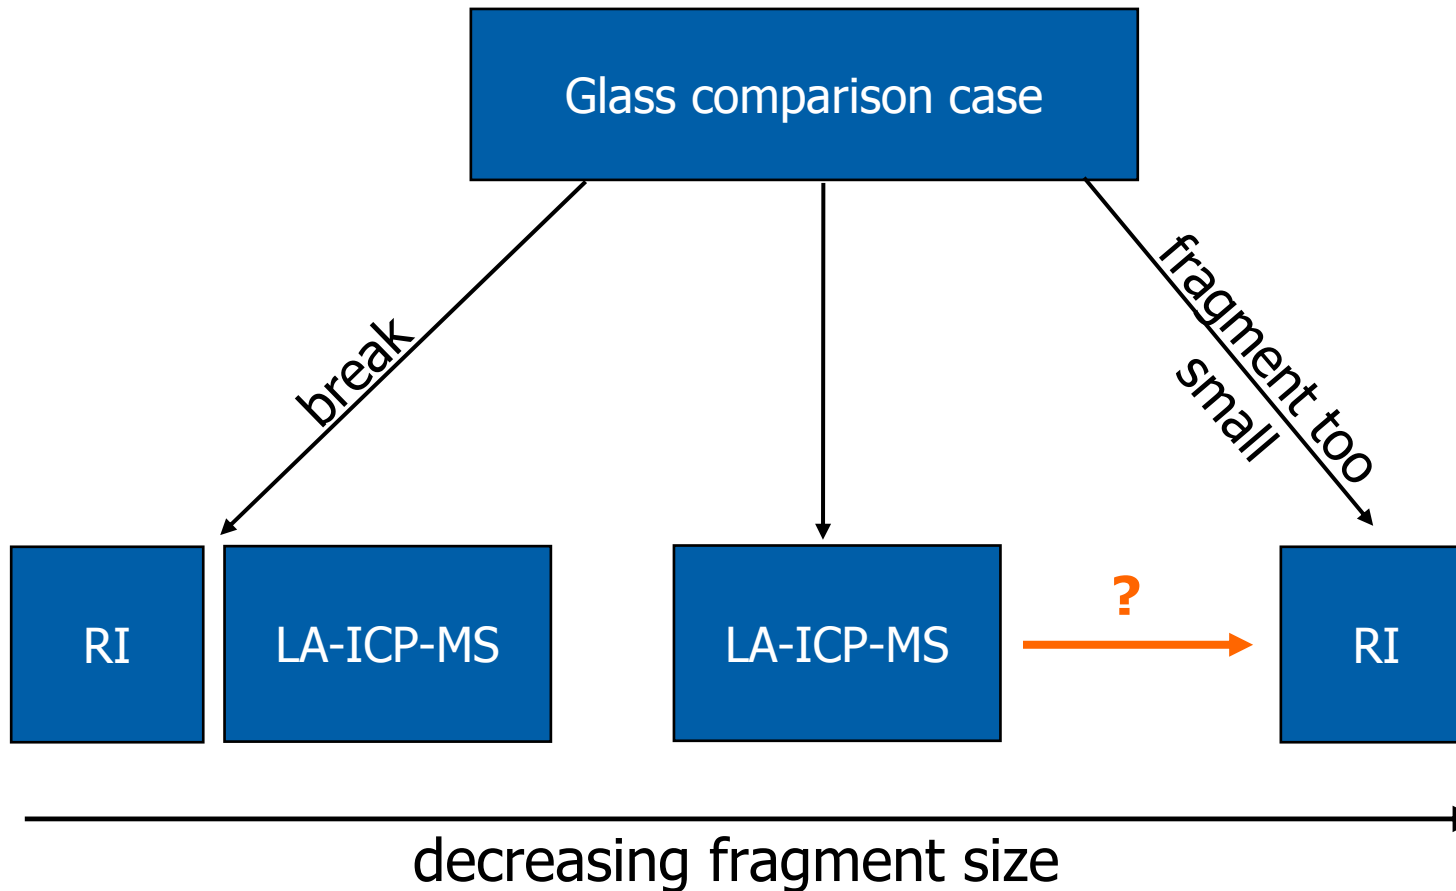 Glass comparison case
break
fragment too
small
RI
LA-ICP-MS
LA-ICP-MS
?
RI
decreasing fragment size